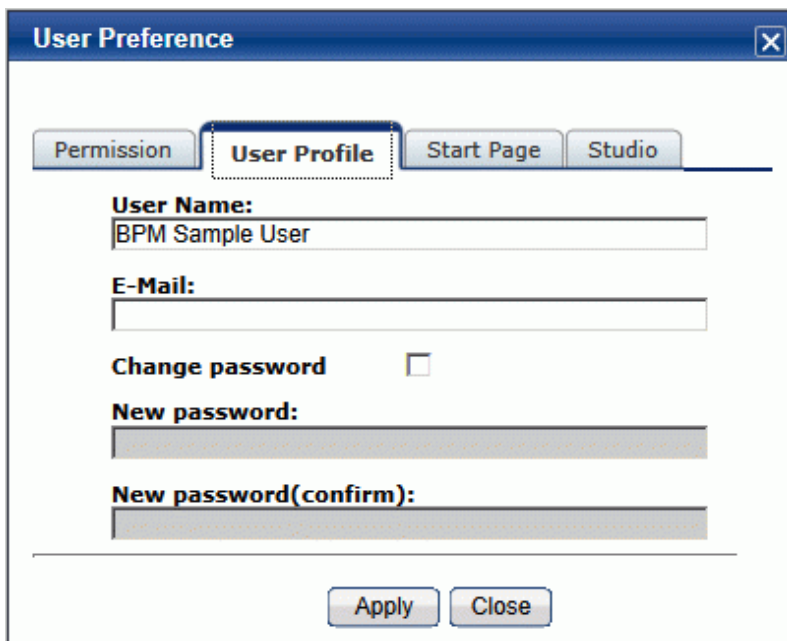 User Preference
Permission User Profile Start Page Studio
User Name:
BPM Sample User
E-Mail:
Change password
New password:
New password(confirm):
Apply Close